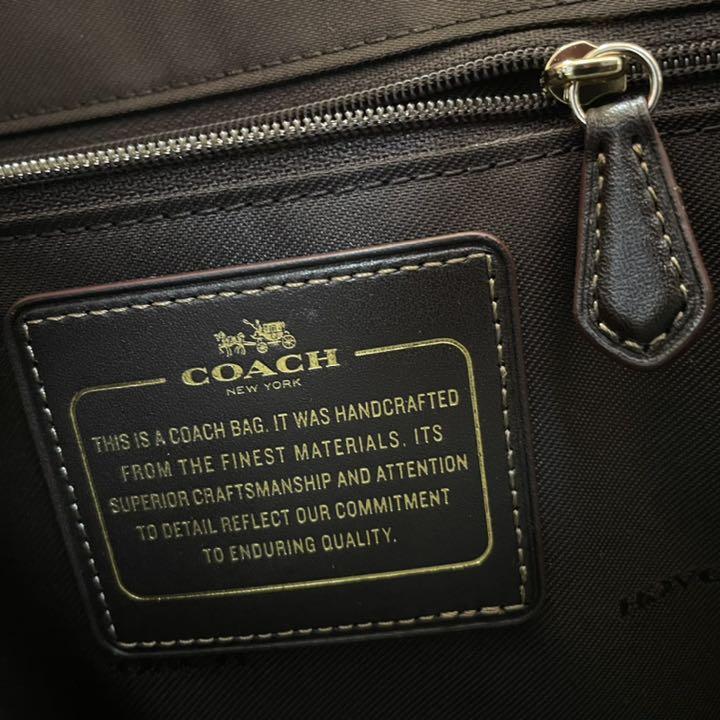 COACH
NEW YORK
THIS IS A COACH BAG. IT WAS HANDCRAFTED
FROM THE FINEST MATERIALS. ITS
SUPERIOR CRAFTSMANSHIP AND ATTENTION
TO DETAIL REFLECT OUR COMMITMENT
TO ENDURING QUALITY.